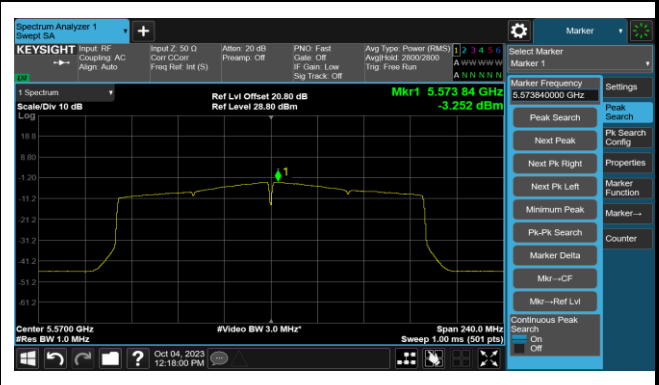 Spectrum Analyzer 1
Swept SA
Marker
KEYSIGHT
Input: RF
Coupling: AC
Align: Auto
Input Z: 50 Ω
Corr CCorr
Freq Ref: Int (S)
Atten: 20 dB
Preamp: Off
PNO: Fast
Gate: Off
IF Gain: Low
Sig Track: Off
Avg Type: Power (RMS)
Avg|Hold: 2800/2800
Trig: Free Run
1 2 3 4 5 6
A W W W W W
A N N N N N
Select Marker
Marker 1
1 Spectrum
Scale/Div 10 dB
Log
Ref Lvl Offset 20.80 dB
Ref Level 28.80 dBm
Mkr1 5.573 84 GHz
-3.252 dBm
18.8
8.80
-1.20
-11.2
-21.2
-31.2
-41.2
-51.2
-61.2
1
Center 5.5700 GHz
#Res BW 1.0 MHz
#Video BW 3.0 MHz*
Span 240.0 MHz
Sweep 1.00 ms (501 pts)
Marker Frequency
5.573840000 GHz
Peak Search
Next Peak
Next Pk Right
Next Pk Left
Minimum Peak
Pk-Pk Search
Marker Delta
Mkr→CF
Mkr→Ref Lvl
Continuous Peak
Search
On
Off
Settings
Peak
Search
Pk Search
Config
Properties
Marker
Function
Marker→
Counter
Oct 04, 2023
12:18:00 PM